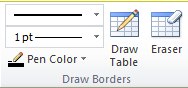 1 pt
Pen Color
Draw Table
Eraser
Draw Borders